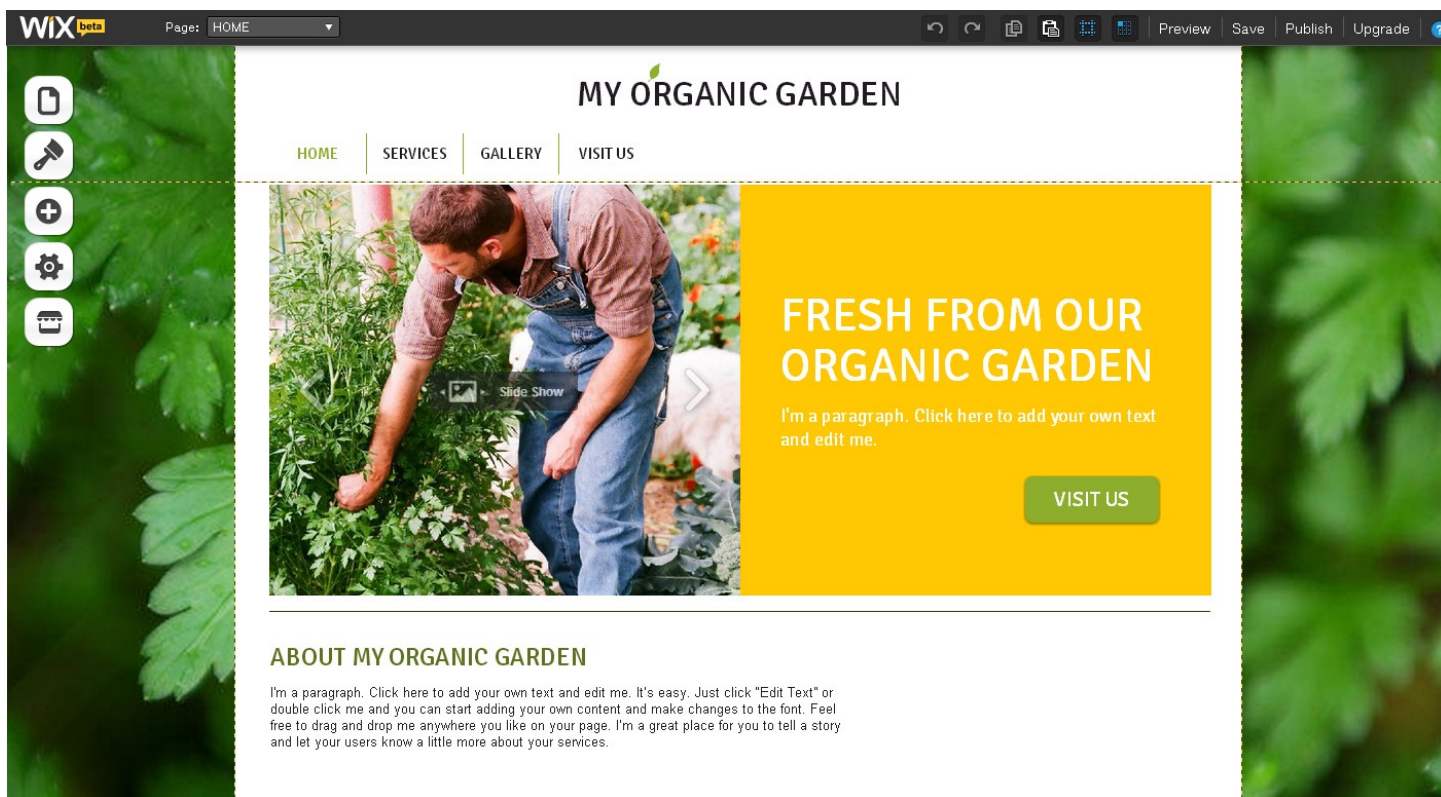 WiX beta Page: HOME Preview Save Publish Upgrade ?
MY ORGANIC GARDEN
HOME SERVICES GALLERY VISIT US
Slide Show
FRESH FROM OUR
ORGANIC GARDEN
I'm a paragraph. Click here to add your own text
and edit me.
VISIT US
ABOUT MY ORGANIC GARDEN
I'm a paragraph. Click here to add your own text and edit me. It's easy. Just click "Edit Text" or
double click me and you can start adding your own content and make changes to the font. Feel
free to drag and drop me anywhere you like on your page. I'm a great place for you to tell a story
and let your users know a little more about your services.